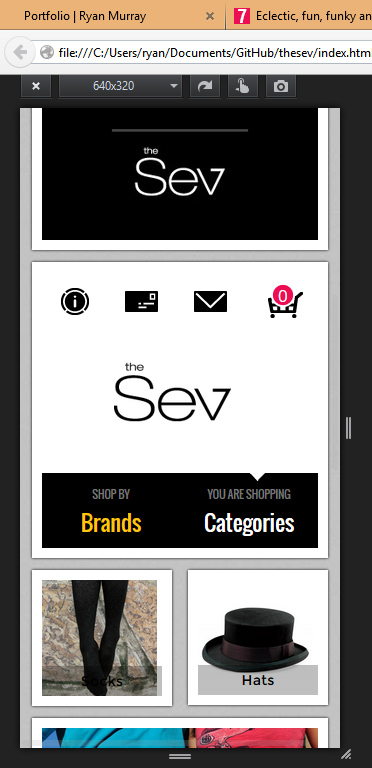 Portfolio | Ryan Murray
7 Eclectic, fun, funky an
file:///C:/Users/ryan/Documents/GitHub/thesev/index.htm
640x320
the
Sev
0
the
Sev
SHOP BY
Brands
YOU ARE SHOPPING
Categories
Socks
Hats